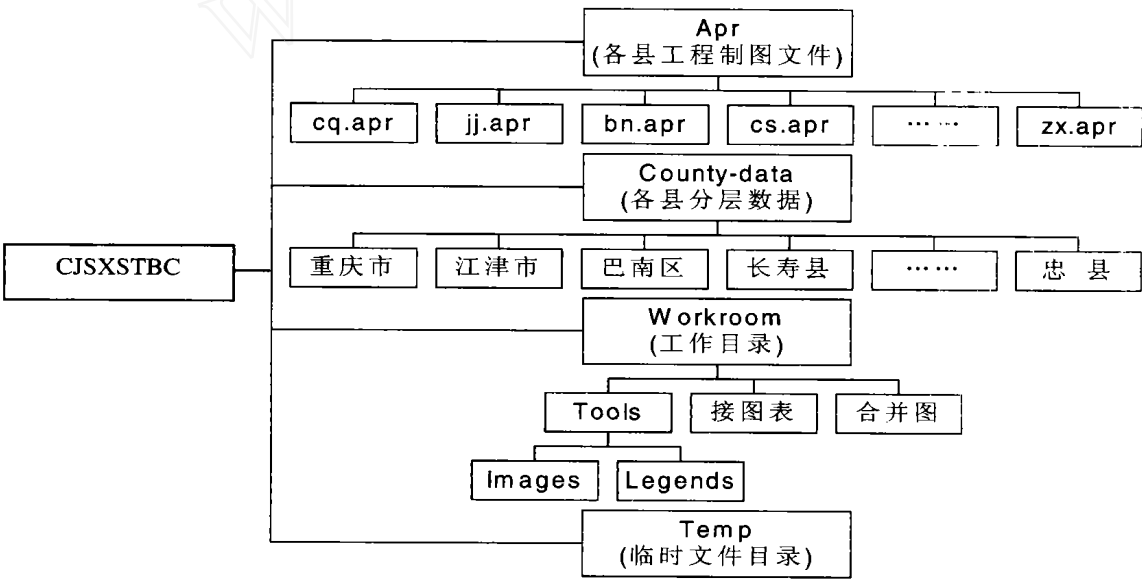 Apr
(各县工程制图文件)
cq.apr
jj.apr
bn.apr
cs.apr
……
zx.apr
County-data
(各县分层数据)
CJSXSTBC
重庆市
江津市
巴南区
长寿县
……
忠 县
Workroom
(工作目录)
Tools
接图表
合并图
Images
Legends
Temp
(临时文件目录)